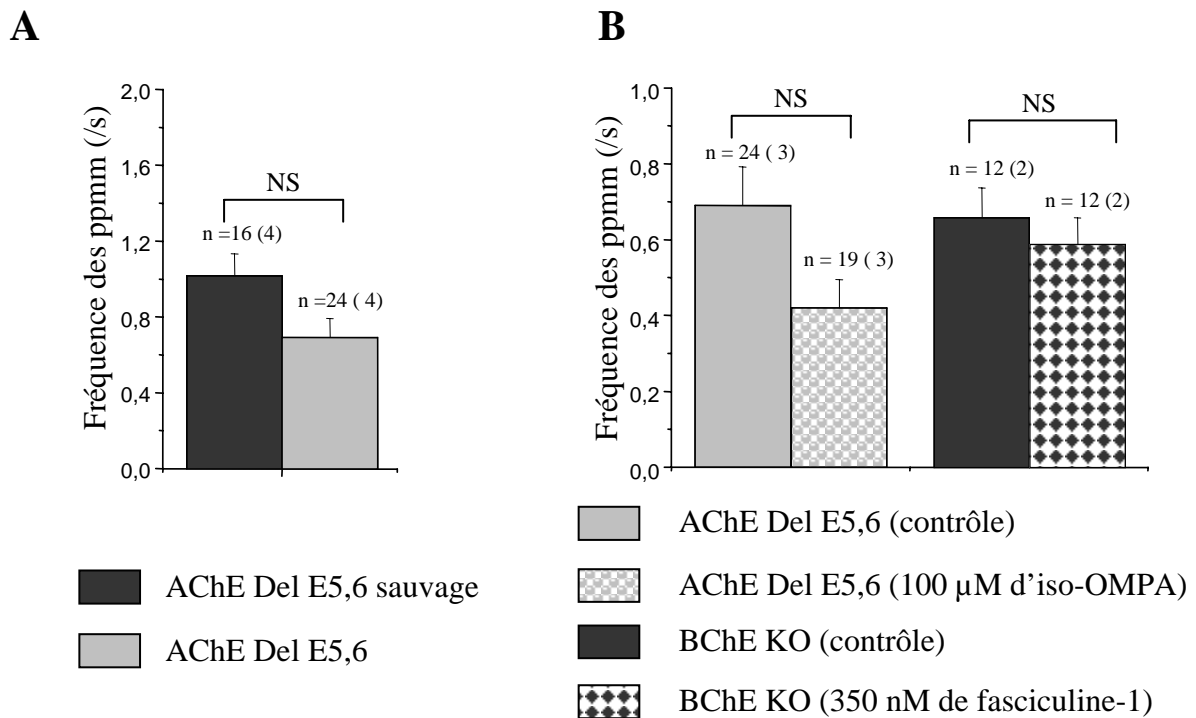 A
Fréquence des ppmm (/s)
2,0
1,6
1,2
0,8
0,4
0,0
NS
n =16 (4)
n =24 ( 4)
AChE Del E5,6 sauvage
AChE Del E5,6
B
Fréquence des ppmm (/s)
1,0
0,8
0,6
0,4
0,2
0,0
NS
n = 24 ( 3)
n = 19 ( 3)
NS
n = 12 (2)
n = 12 (2)
AChE Del E5,6 (contrôle)
AChE Del E5,6 (100 µM d’iso-OMPA)
BChE KO (contrôle)
BChE KO (350 nM de fasciculine-1)